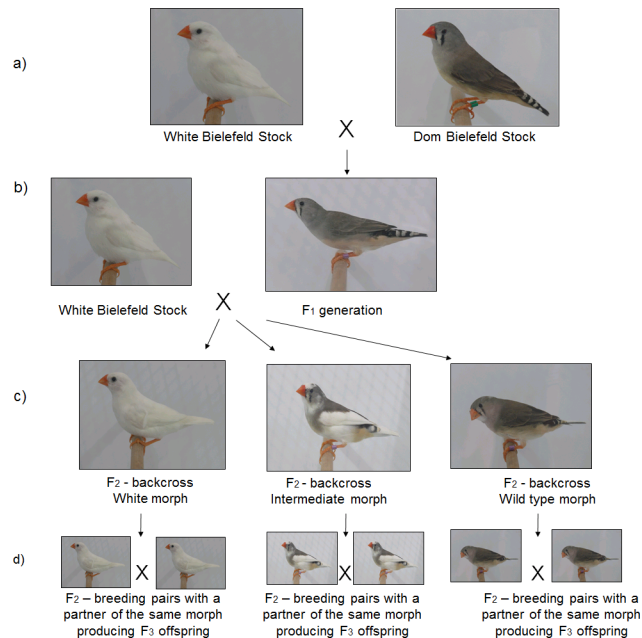 a)
White Bielefeld Stock
X
Dom Bielefeld Stock
b)
White Bielefeld Stock
X
F1 generation
c)
F2 - backcross
White morph
F2 - backcross
Intermediate morph
F2 - backcross
Wild type morph
d)
X
X
X
F2 – breeding pairs with a
partner of the same morph
producing F3 offspring
F2 – breeding pairs with a
partner of the same morph
producing F3 offspring
F2 – breeding pairs with a
partner of the same morph
producing F3 offspring